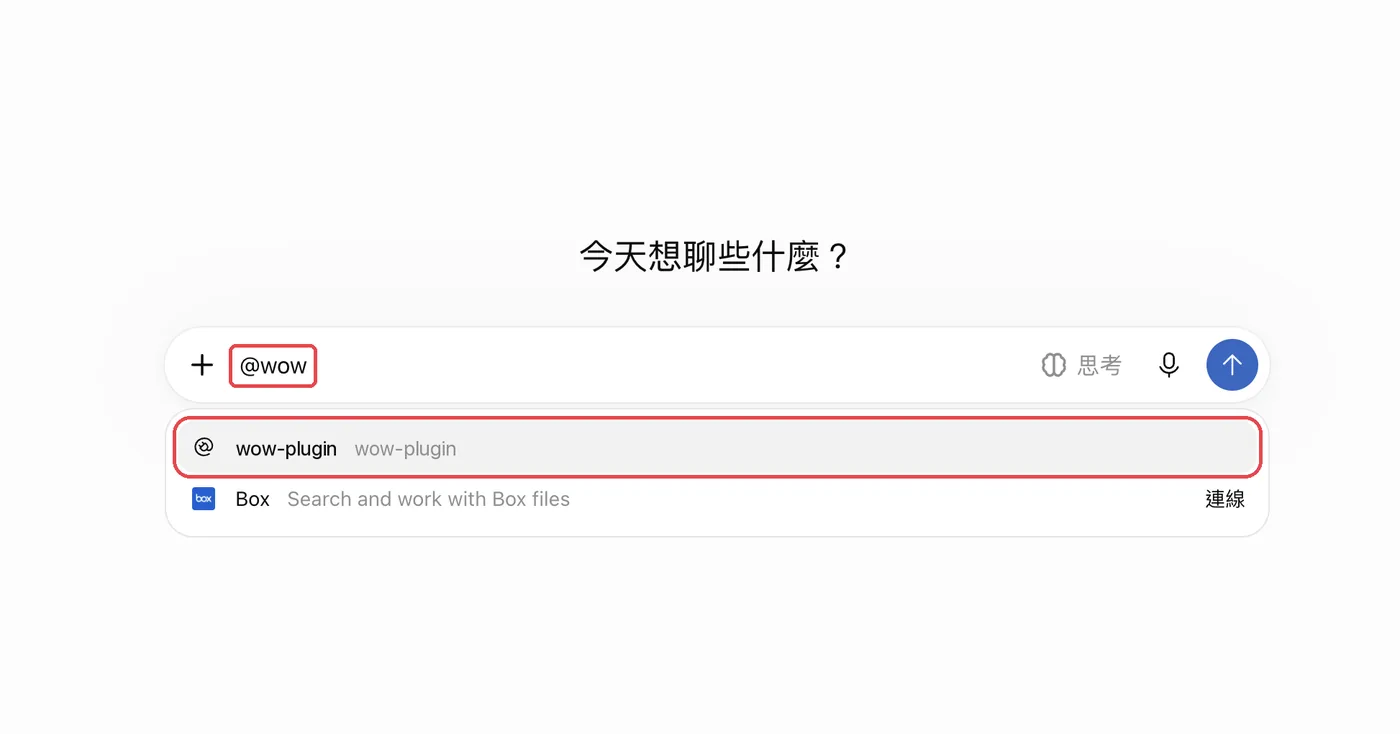 今天想聊些什麼？
@wow 思考
wow-plugin wow-plugin
box Box Search and work with Box files 連線